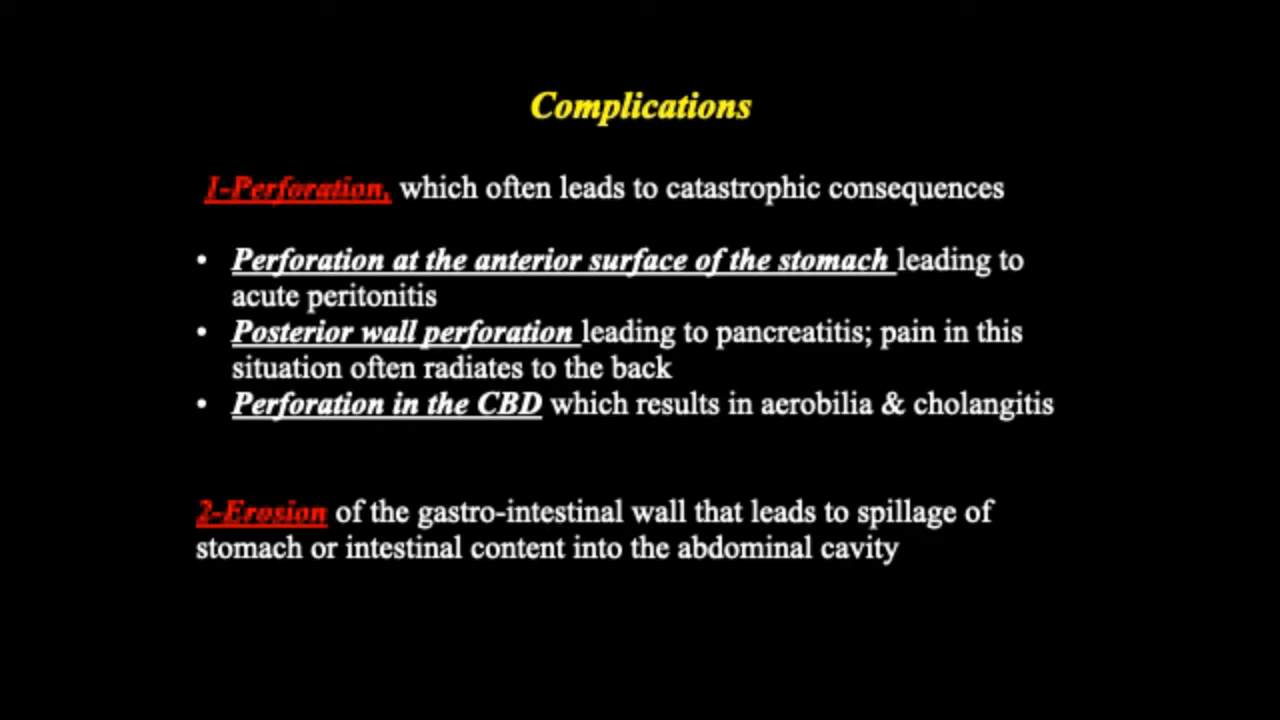 Complications
1-Perforation, which often leads to catastrophic consequences
• Perforation at the anterior surface of the stomach leading to
acute peritonitis
• Posterior wall perforation leading to pancreatitis; pain in this
situation often radiates to the back
• Perforation in the CBD which results in aerobilia & cholangitis
2-Erosion of the gastro-intestinal wall that leads to spillage of
stomach or intestinal content into the abdominal cavity